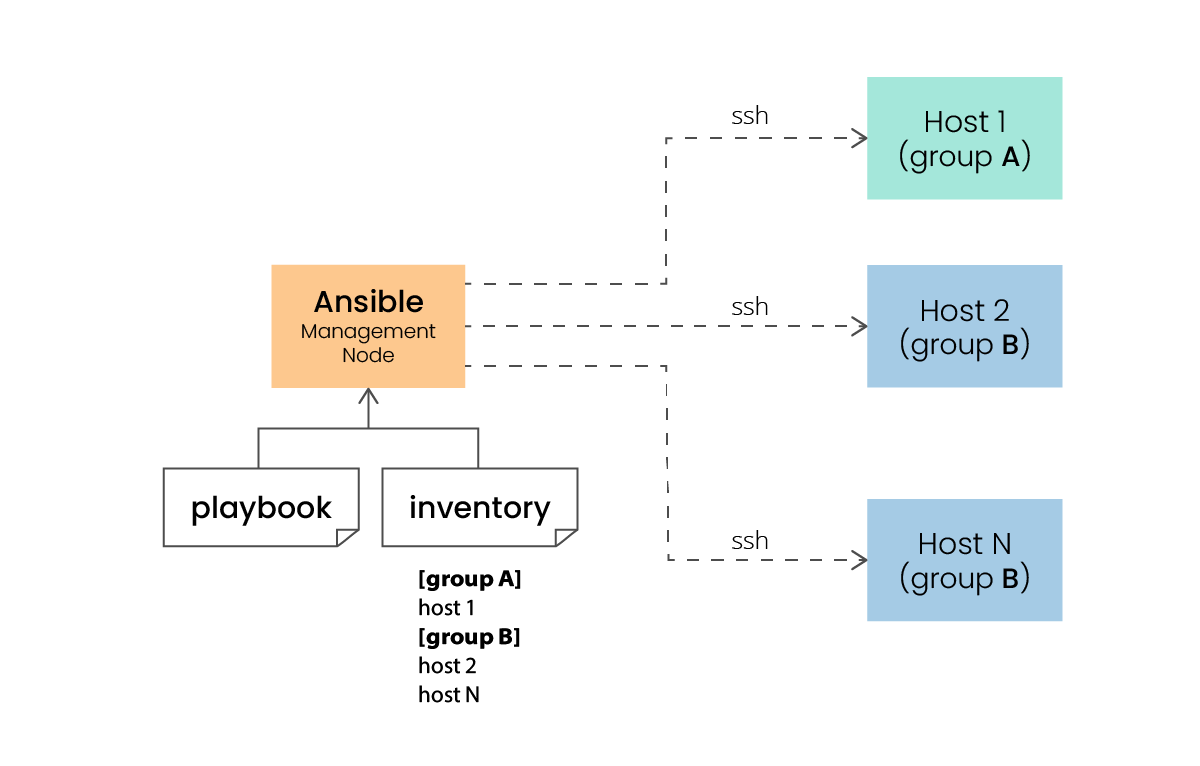 ssh
Host 1
(group A)
Ansible
Management
Node
ssh
Host 2
(group B)
playbook
inventory
ssh
Host N
(group B)
[group A]
host 1
[group B]
host 2
host N